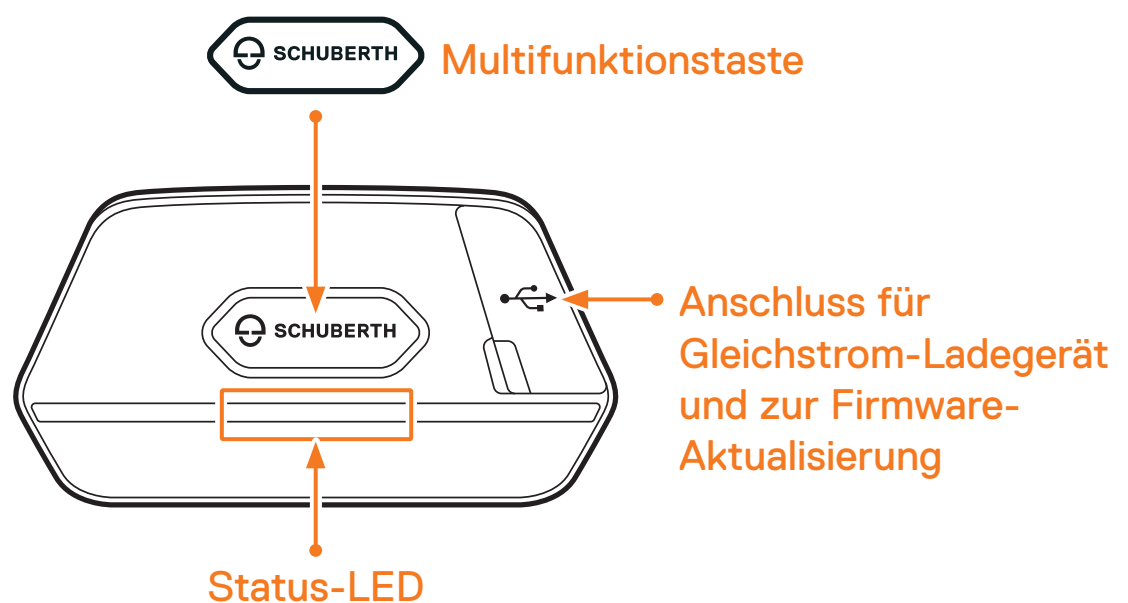 SCHUBERTH
Multifunktionstaste
SCHUBERTH
Anschluss für
Gleichstrom-Ladegerät
und zur Firmware-
Aktualisierung
Status-LED